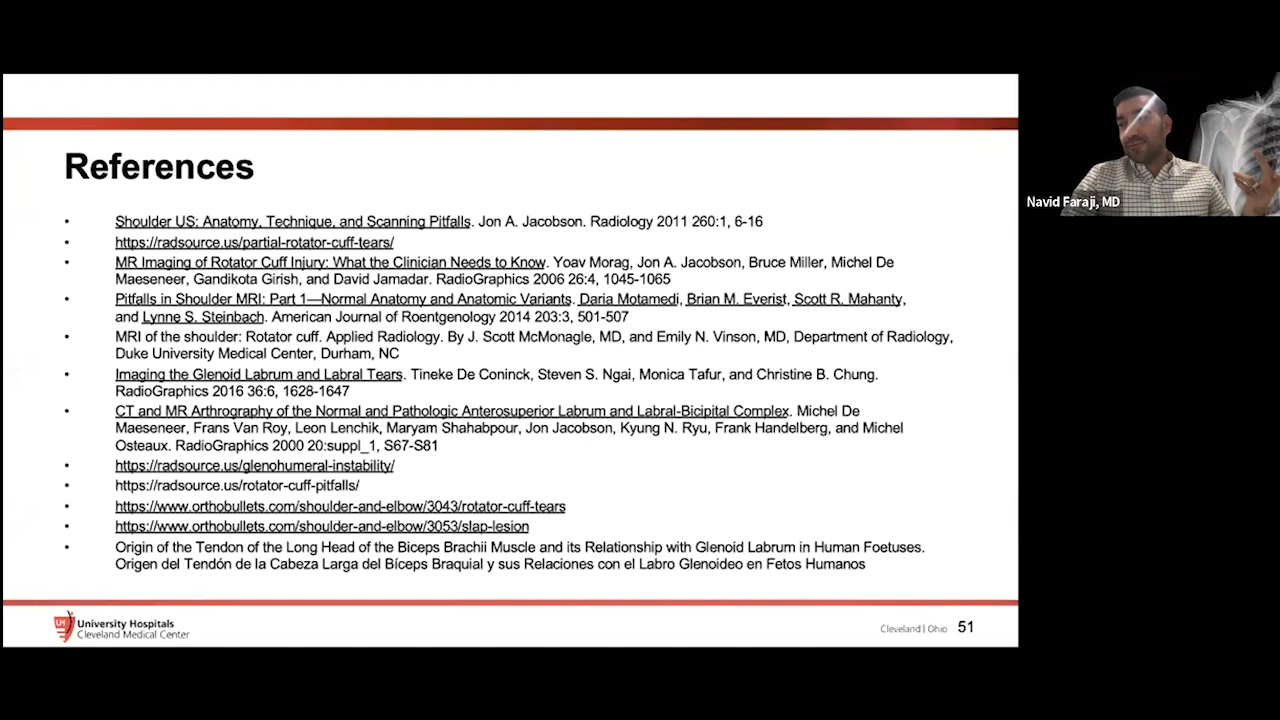 References
• Shoulder US: Anatomy, Technique, and Scanning Pitfalls. Jon A. Jacobson. Radiology 2011 260:1, 6-16
• https://radsource.us/partial-rotator-cuff-tears/
• MR Imaging of Rotator Cuff Injury: What the Clinician Needs to Know. Yoav Morag, Jon A. Jacobson, Bruce Miller, Michel De
Maeseneer, Gandikota Girish, and David Jamadar. RadioGraphics 2006 26:4, 1045-1065
• Pitfalls in Shoulder MRI: Part 1—Normal Anatomy and Anatomic Variants. Daria Motamedi, Brian M. Everist, Scott R. Mahanty,
and Lynne S. Steinbach. American Journal of Roentgenology 2014 203:3, 501-507
• MRI of the shoulder: Rotator cuff. Applied Radiology. By J. Scott McMonagle, MD, and Emily N. Vinson, MD, Department of Radiology,
Duke University Medical Center, Durham, NC
• Imaging the Glenoid Labrum and Labral Tears. Tineke De Coninck, Steven S. Ngai, Monica Tafur, and Christine B. Chung.
RadioGraphics 2016 36:6, 1628-1647
• CT and MR Arthrography of the Normal and Pathologic Anterosuperior Labrum and Labral-Bicipital Complex. Michel De
Maeseneer, Frans Van Roy, Leon Lenchik, Maryam Shahabpour, Jon Jacobson, Kyung N. Ryu, Frank Handelberg, and Michel
Osteaux. RadioGraphics 2000 20:suppl_1, S67-S81
• https://radsource.us/glenohumeral-instability/
• https://radsource.us/rotator-cuff-pitfalls/
• https://www.orthobullets.com/shoulder-and-elbow/3043/rotator-cuff-tears
• https://www.orthobullets.com/shoulder-and-elbow/3053/slap-lesion
• Origin of the Tendon of the Long Head of the Biceps Brachii Muscle and its Relationship with Glenoid Labrum in Human Foetuses.
Origen del Tendón de la Cabeza Larga del Bíceps Braquial y sus Relaciones con el Labro Glenoideo en Fetos Humanos
UH University Hospitals
Cleveland Medical Center
Cleveland | Ohio 51
Navid Faraji, MD